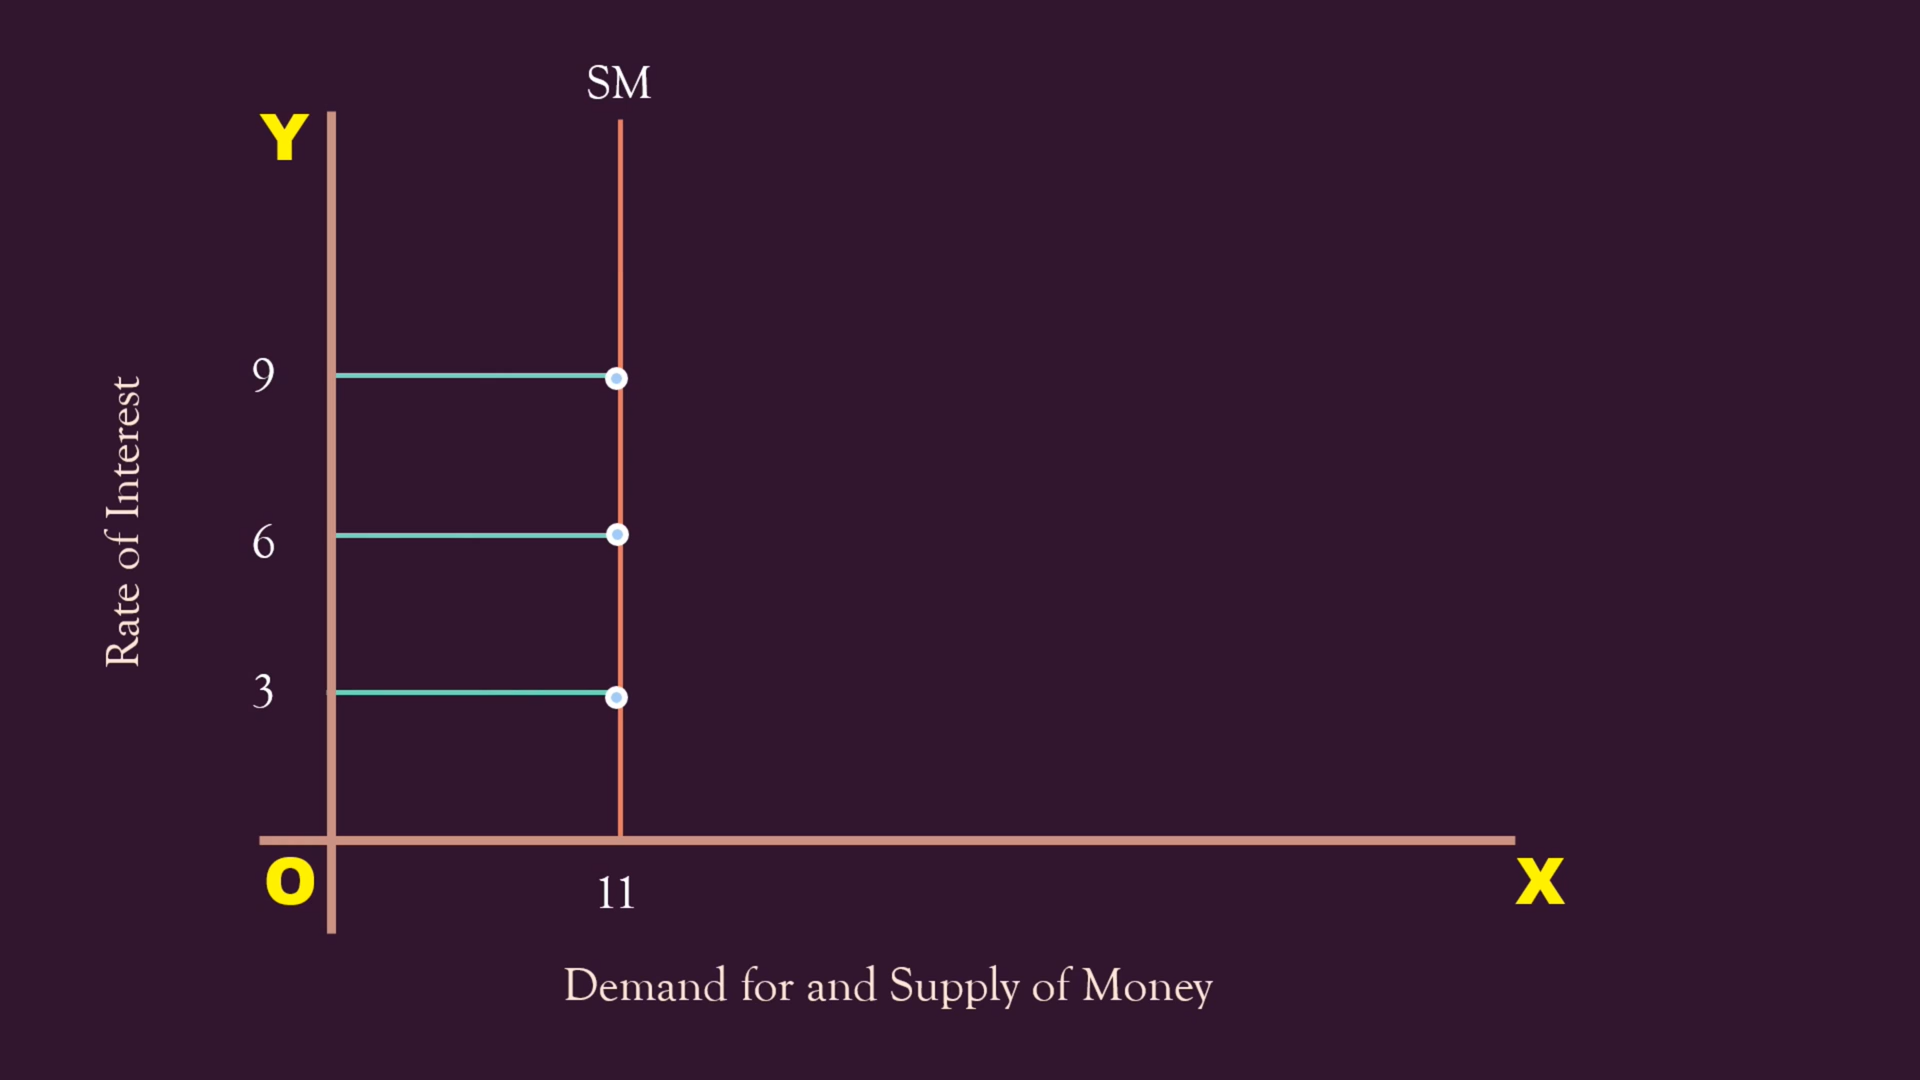 SM
Y
9
6
3
Rate of Interest
O
11
X
Demand for and Supply of Money